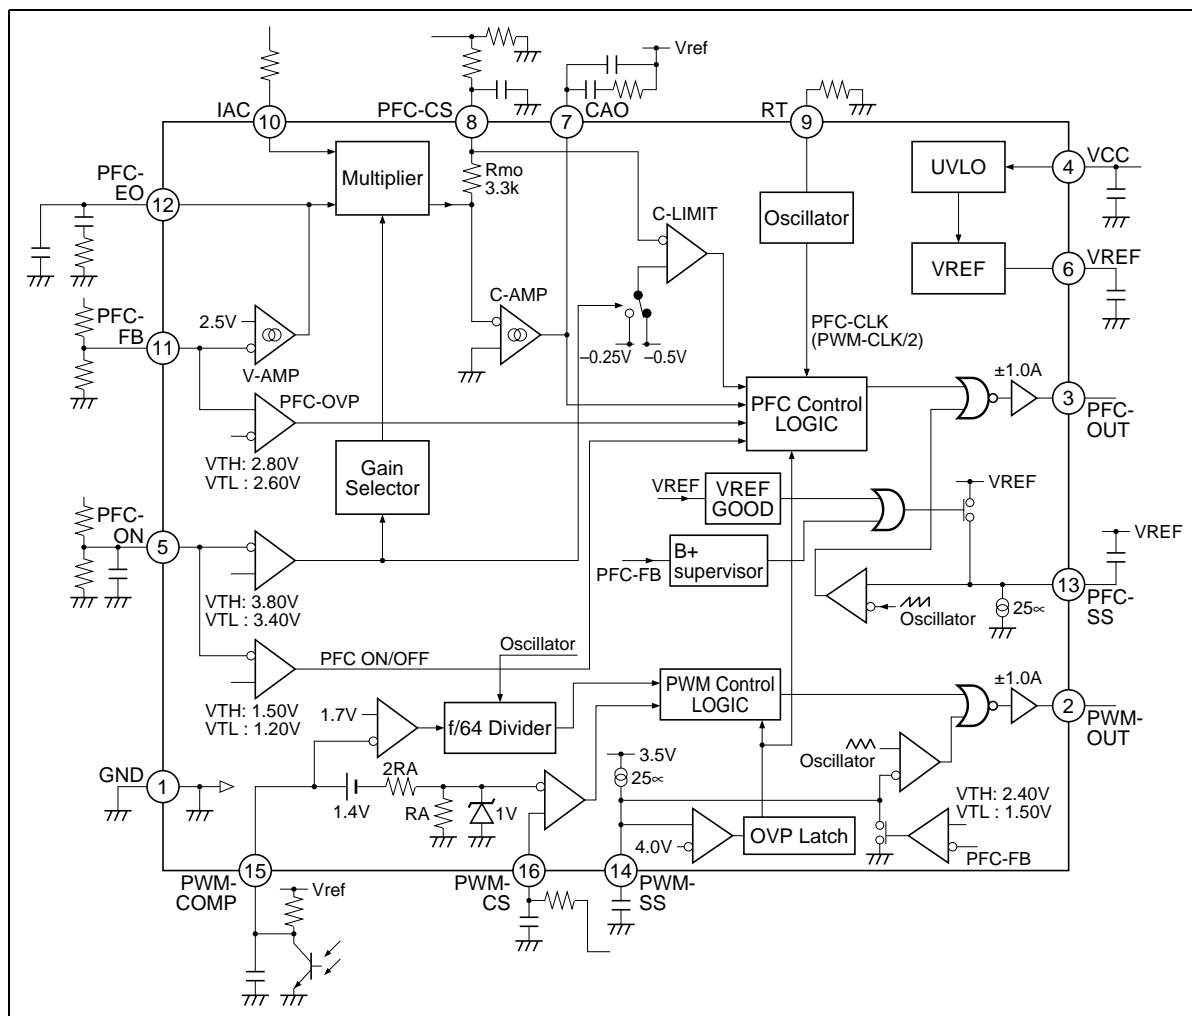 Vref
IAC
PFC-CS
CAO
RT
10
8
7
9
PFC-
EO
12
Multiplier
Rmo
3.3k
C-LIMIT
Oscillator
UVLO
4
VCC
VREF
6
VREF
PFC-
FB
11
2.5V
V-AMP
C-AMP
–0.25V
–0.5V
PFC-CLK
(PWM-CLK/2)
PFC-OVP
VTH: 2.80V
VTL : 2.60V
PFC Control
LOGIC
±1.0A
3
PFC-
OUT
Gain
Selector
VREF
VREF
GOOD
VREF
PFC-
ON
5
VTH: 3.80V
VTL : 3.40V
PFC-FB
B+
supervisor
VREF
13
PFC-
SS
Oscillator
25∝
PFC ON/OFF
VTH: 1.50V
VTL : 1.20V
Oscillator
1.7V
f/64 Divider
PWM Control
LOGIC
±1.0A
2
PWM-
OUT
GND
1
1.4V
2RA
RA
1V
3.5V
25∝
Oscillator
VTH: 2.40V
VTL : 1.50V
4.0V
OVP Latch
PFC-FB
15
PWM-
COMP
Vref
16
PWM-
CS
14
PWM-
SS